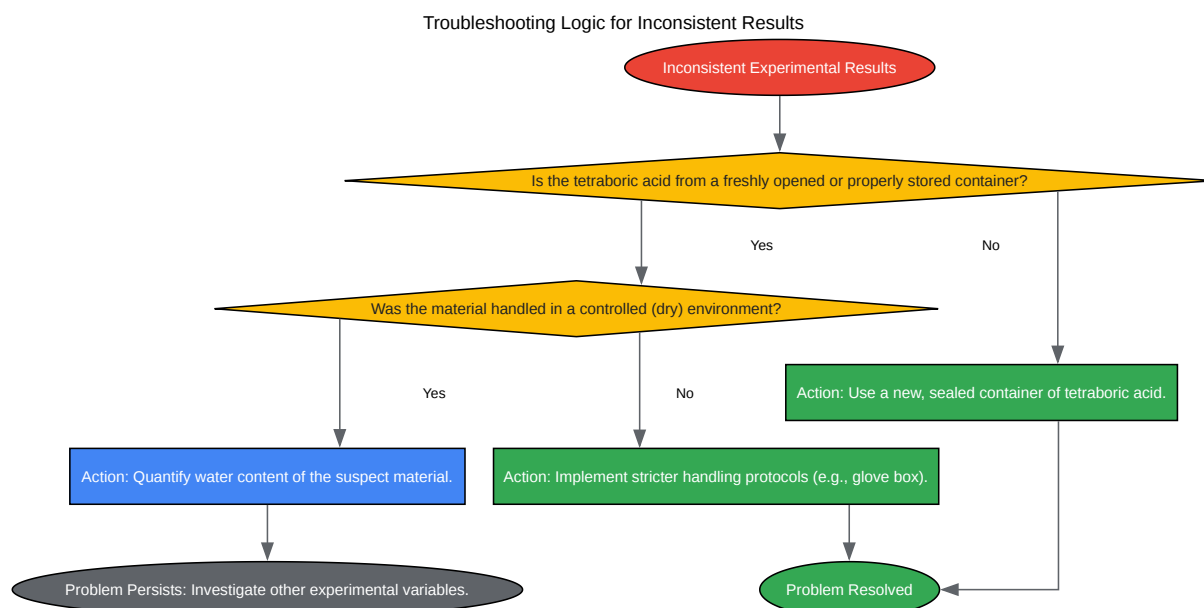 Troubleshooting Logic for Inconsistent Results
Inconsistent Experimental Results
Is the tetraboric acid from a freshly opened or properly stored container?
Yes
No
Was the material handled in a controlled (dry) environment?
Yes
No
Action: Use a new, sealed container of tetraboric acid.
Action: Quantify water content of the suspect material.
Action: Implement stricter handling protocols (e.g., glove box).
Problem Persists: Investigate other experimental variables.
Problem Resolved